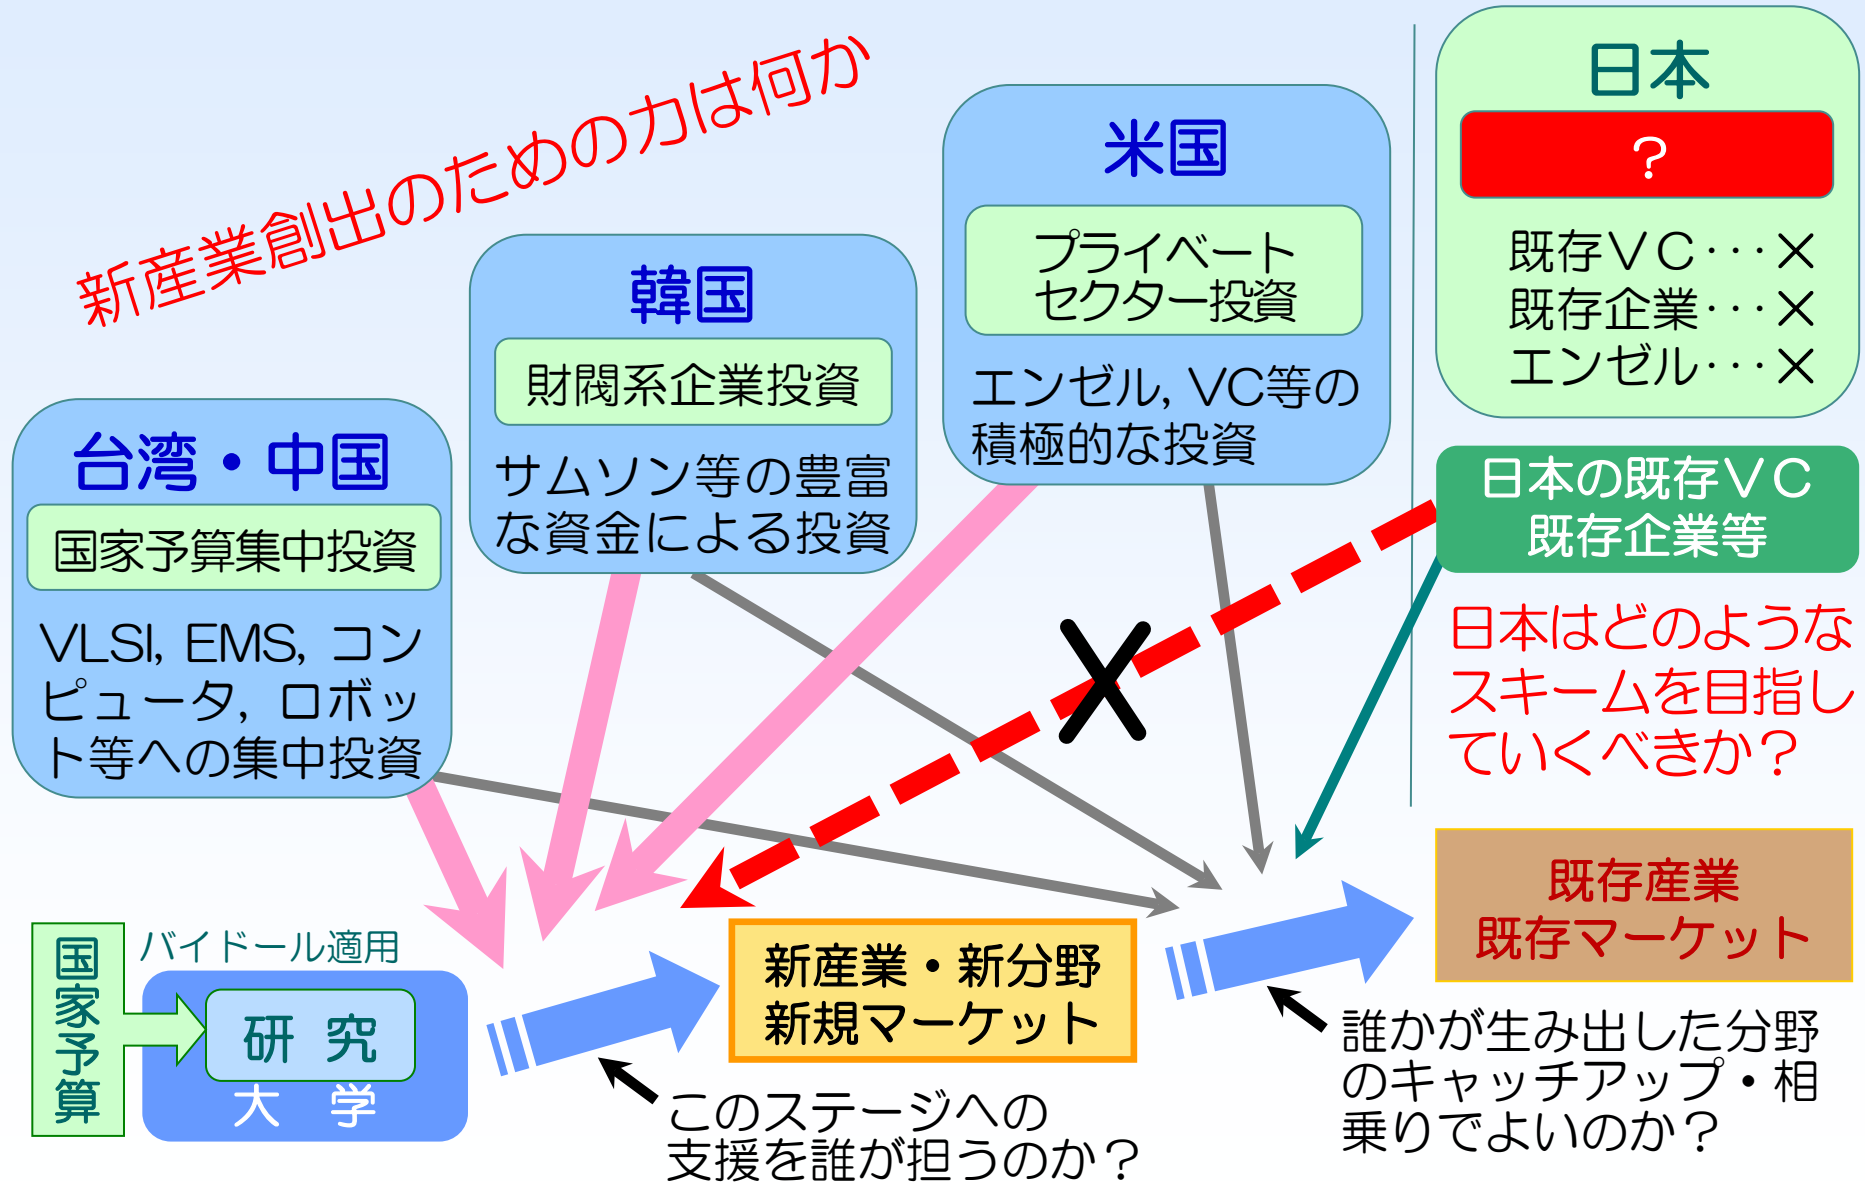 新産業創出のための力は何か
台湾・中国
国家予算集中投資
VLSI, EMS, コン
ピュータ, ロボッ
ト等への集中投資
韓国
財閥系企業投資
サムソン等の豊富
な資金による投資
米国
プライベート
セクター投資
エンゼル, VC等の
積極的な投資
日本
?
既存VC···×
既存企業···×
エンゼル···×
日本の既存VC
既存企業等
日本はどのような
スキームを目指し
ていくべきか?
国家予算
バイドール適用
研 究
大 学
新産業・新分野
新規マーケット
このステージへの
支援を誰が担うのか?
既存産業
既存マーケット
誰かが生み出した分野
のキャッチアップ・相
乗りでよいのか?